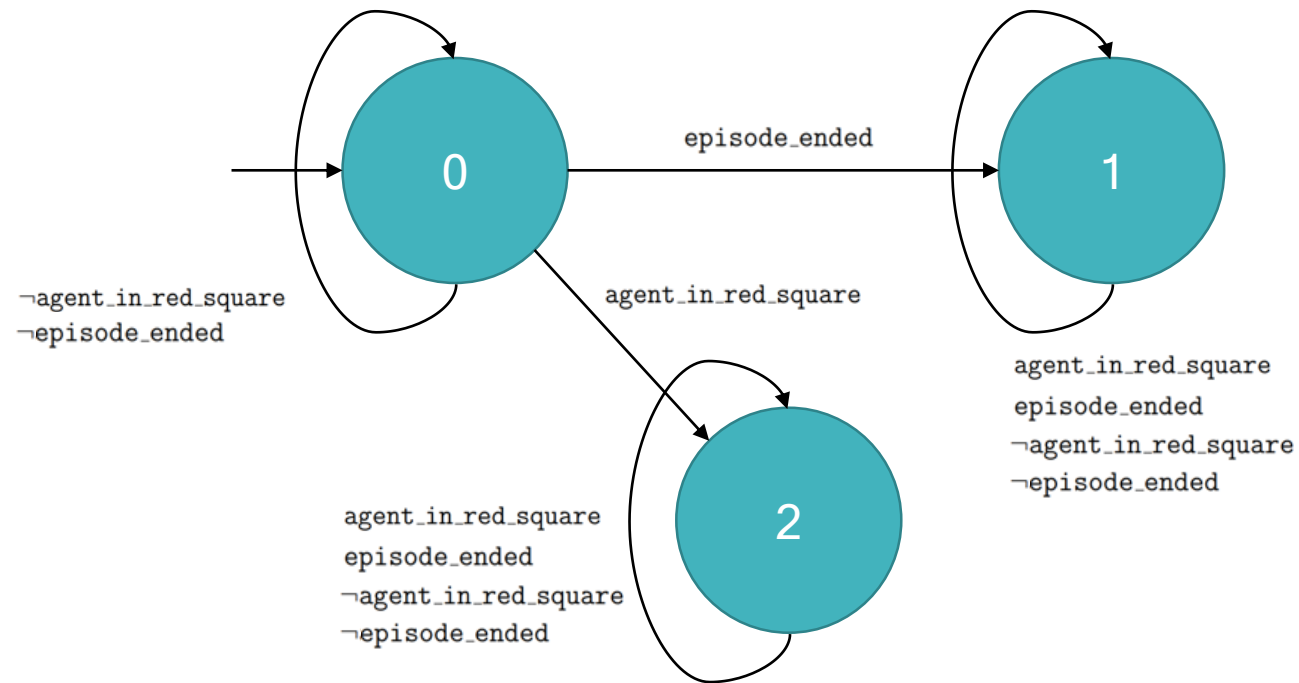 0
episode_ended
1
¬agent_in_red_square
¬episode_ended
agent_in_red_square
agent_in_red_square
episode_ended
¬agent_in_red_square
¬episode_ended
2
agent_in_red_square
episode_ended
¬agent_in_red_square
¬episode_ended